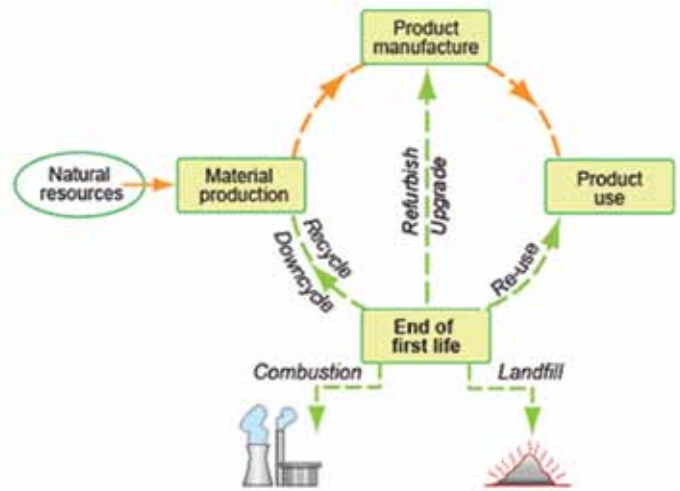 Product
manufacture
Natural
resources
Material
production
Refurbish
Upgrade
Product
use
Recycle
Downcycle
Re-use
End of
first life
Combustion
Landfill